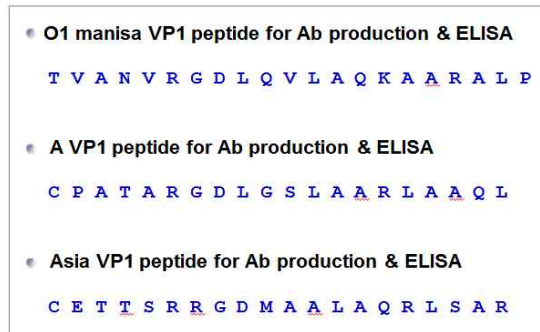 O1 manisa VP1 peptide for Ab production & ELISA
T V A N V R G D L Q V L A Q K A A R A L P
A VP1 peptide for Ab production & ELISA
C P A T A R G D L G S L A A R L A A Q L
Asia VP1 peptide for Ab production & ELISA
C E T T S R R G D M A A L A Q R L S A R